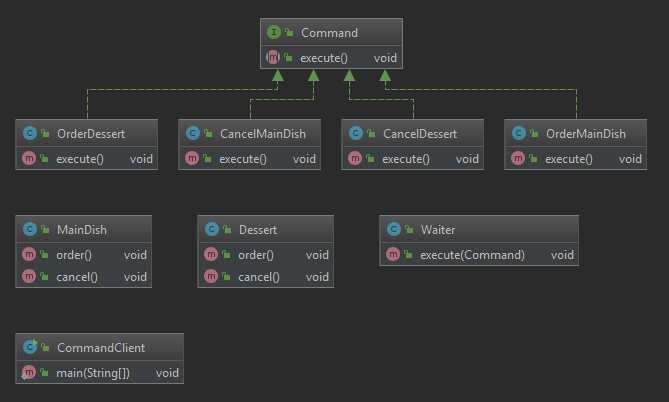 Command
execute() void
OrderDessert
execute() void
CancelMainDish
execute() void
CancelDessert
execute() void
OrderMainDish
execute() void
MainDish
order() void
cancel() void
Dessert
order() void
cancel() void
Waiter
execute(Command) void
CommandClient
main(String[]) void